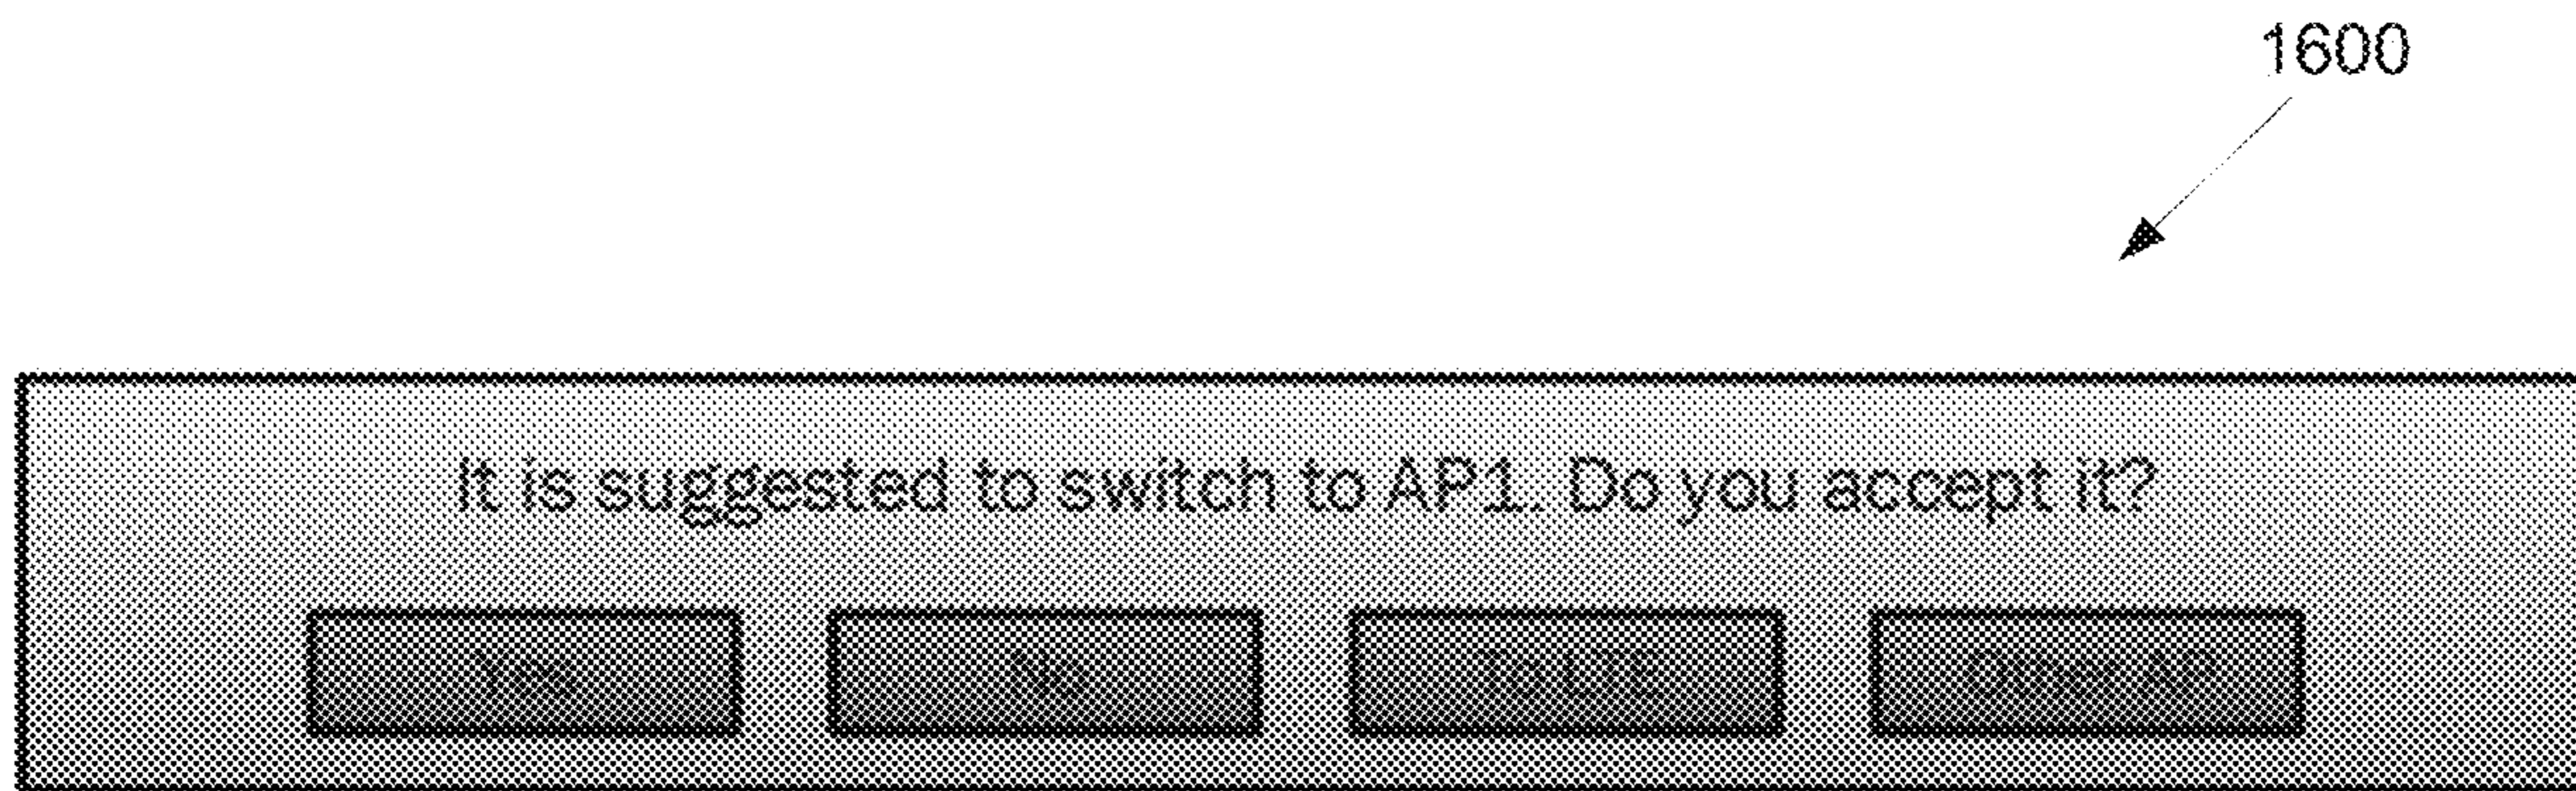 1600
It is suggested to switch to AP1. Do you accept it?
Yes No To LTE Other AP